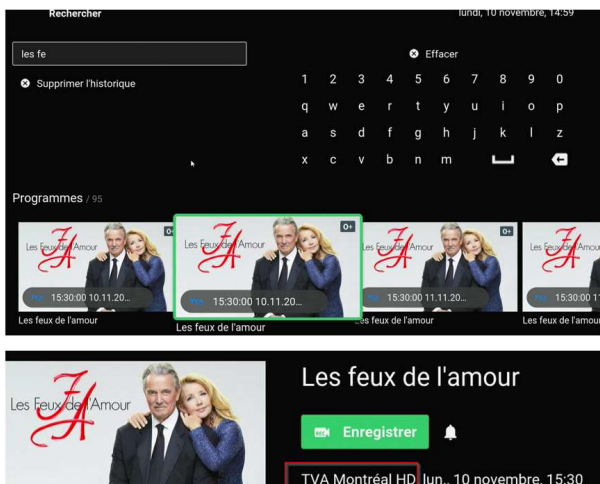 Rechercher
lundi, 10 novembre, 14:59
les fe
Effacer
Supprimer l'historique
1 2 3 4 5 6 7 8 9 0
q w e r t y u i o p
a s d f g h j k l z
x c v b n m
Programmes / 95
Les Feux de l'Amour
0+
Les Feux de l'Amour
0+
Les Feux de l'Amour
0+
Les Feux de l'Amour
15:30:00 10.11.20...
15:30:00 10.11.20...
15:30:00 11.11.20...
15:30:00 1
Les feux de l'amour
Les feux de l'amour
Les feux de l'amour
Les feux de l'amour
Les Feux de l'Amour
Les feux de l'amour
REC Enregistrer
TVA Montréal HD lun., 10 novembre, 15:30